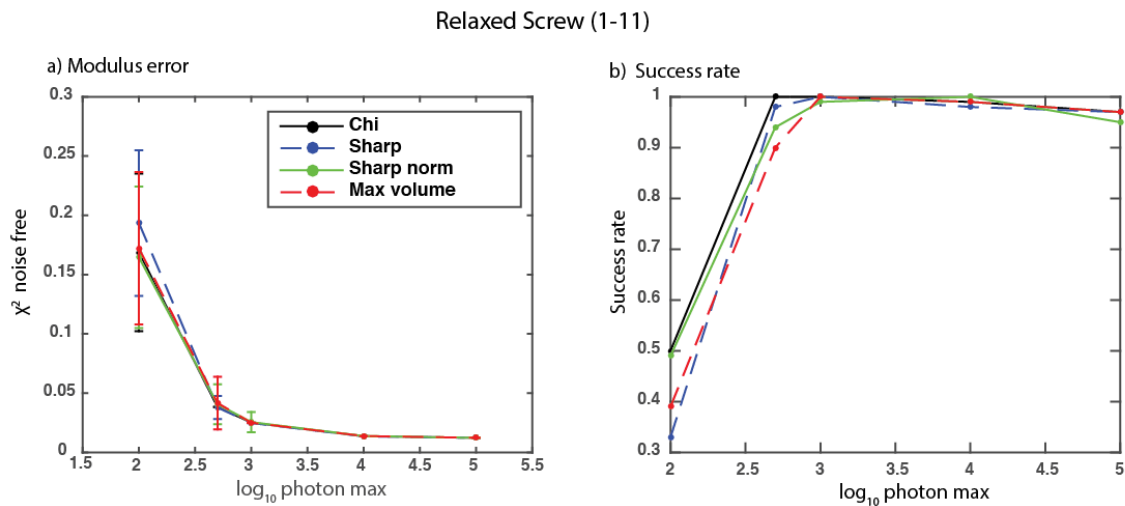 Relaxed Screw (1-11)
a) Modulus error
0.3
0.25
0.2
0.15
0.1
0.05
0
χ² noise free
Chi
Sharp
Sharp norm
Max volume
1.5 2 2.5 3 3.5 4 4.5 5 5.5
log₁₀ photon max
b) Success rate
1
0.9
0.8
0.7
0.6
0.5
0.4
0.3
Success rate
2 2.5 3 3.5 4 4.5 5
log₁₀ photon max